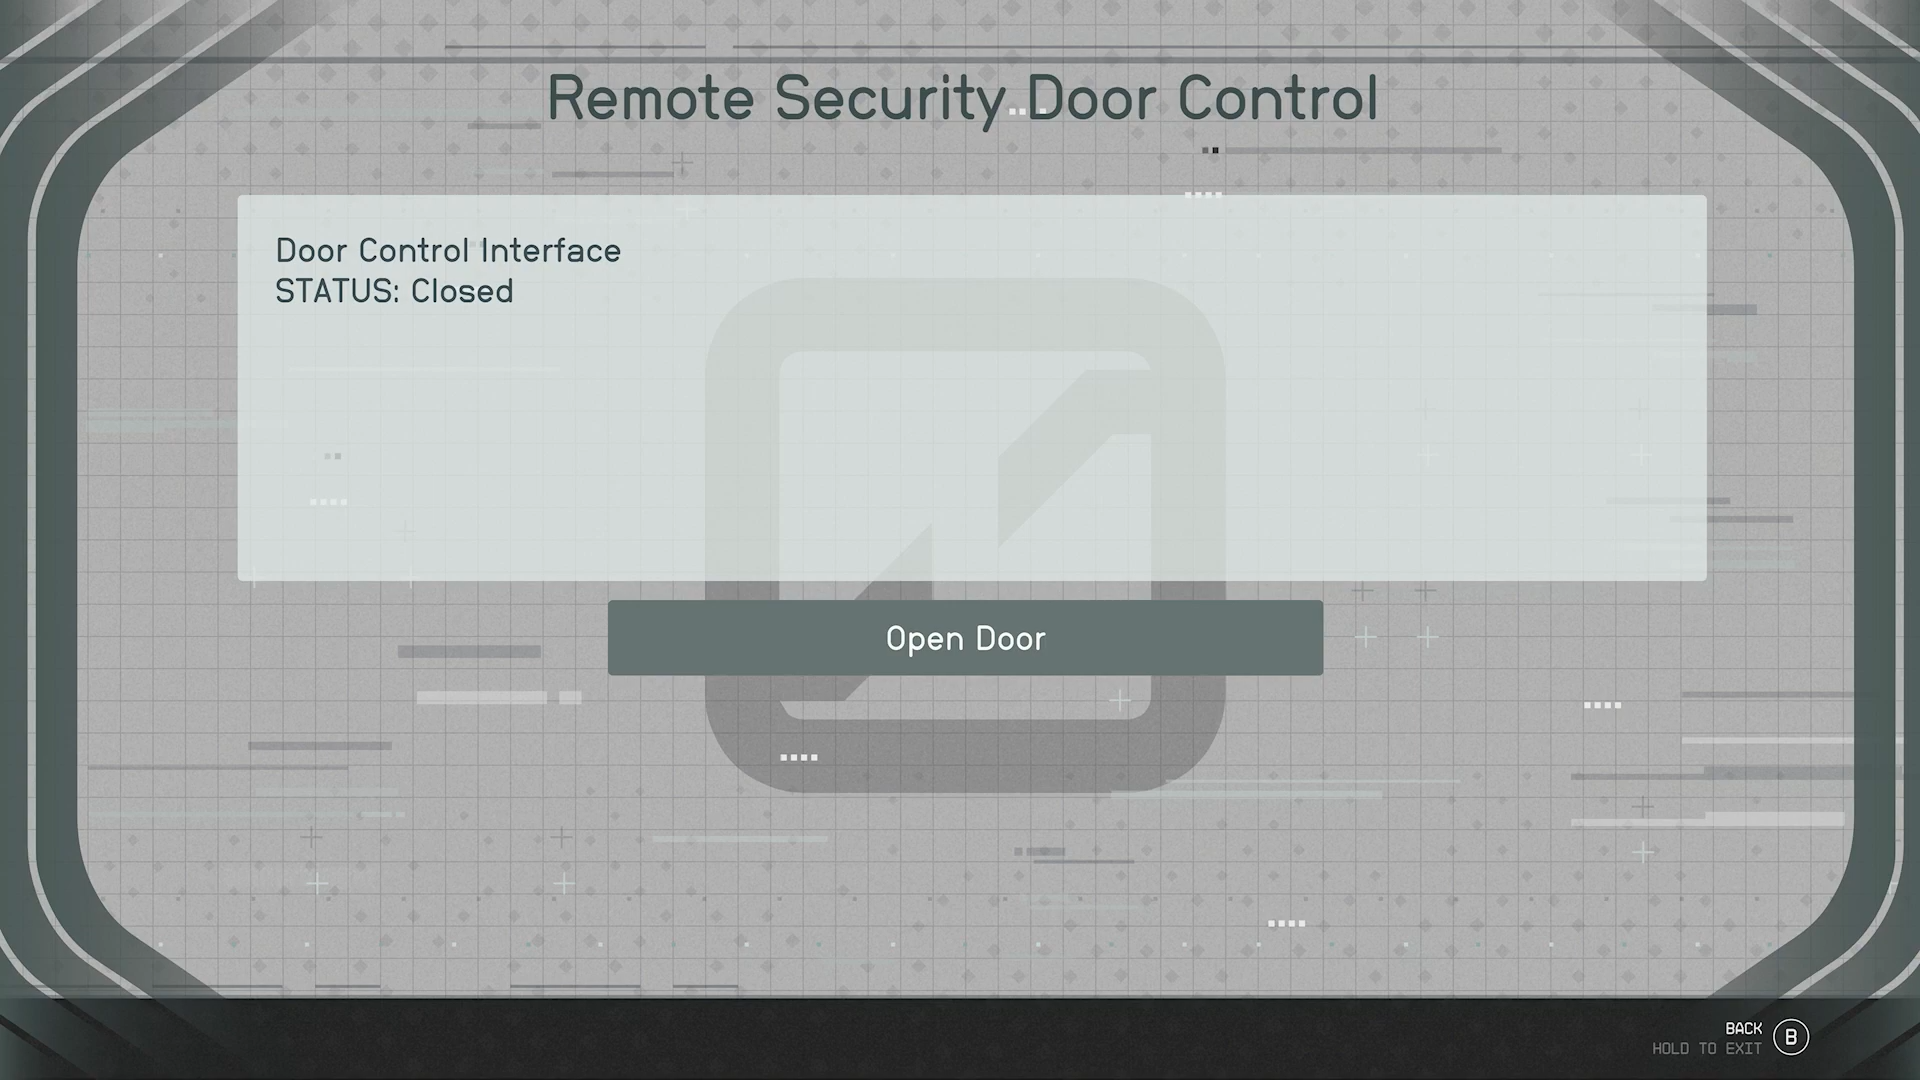 Remote Security Door Control
Door Control Interface
STATUS: Closed
Open Door
BACK
HOLD TO EXIT
B